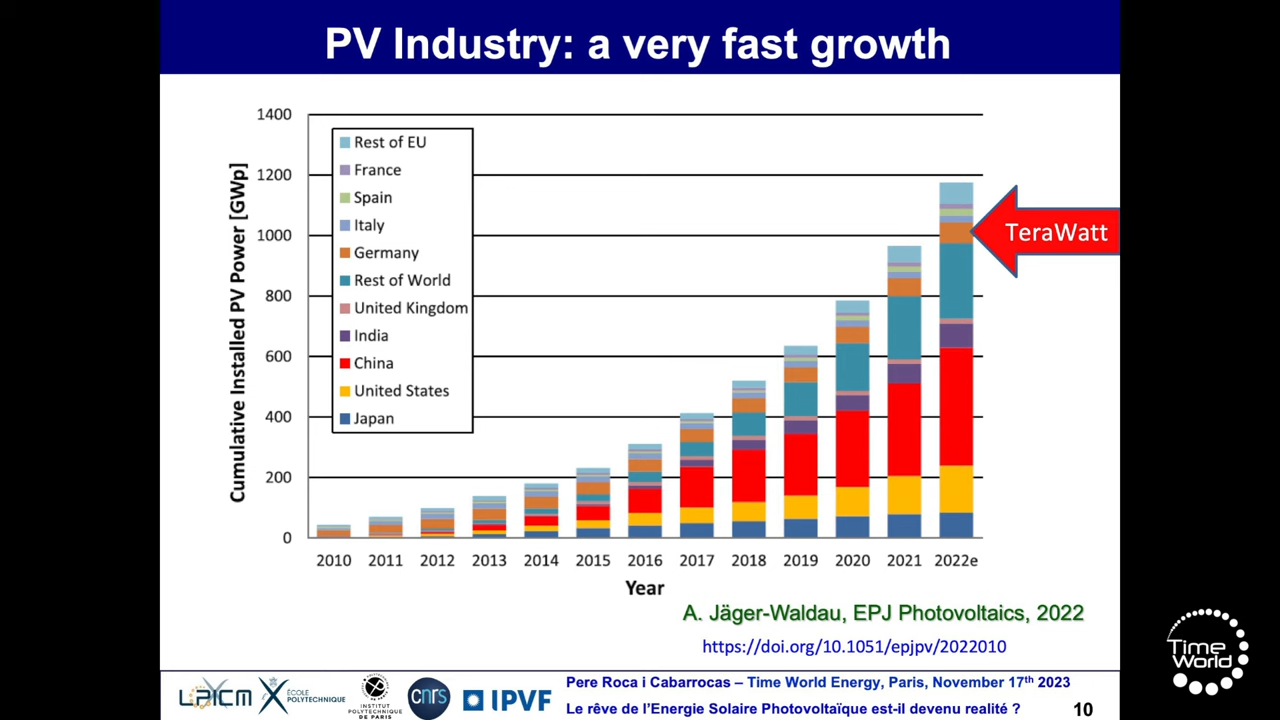 PV Industry: a very fast growth
Cumulative Installed PV Power [GWp]
1400
1200
1000
800
600
400
200
0
Rest of EU
France
Spain
Italy
Germany
Rest of World
United Kingdom
India
China
United States
Japan
TeraWatt
2010 2011 2012 2013 2014 2015 2016 2017 2018 2019 2020 2021 2022e
Year
A. Jäger-Waldau, EPJ Photovoltaics, 2022
https://doi.org/10.1051/epjpv/2022010
LPICM
ÉCOLE
POLYTECHNIQUE
INSTITUT
POLYTECHNIQUE
DE PARIS
cnrs
IPVF
Pere Roca i Cabarrocas – Time World Energy, Paris, November 17th 2023
Le rêve de l'Energie Solaire Photovoltaïque est-il devenu realité ?
10
Time
World